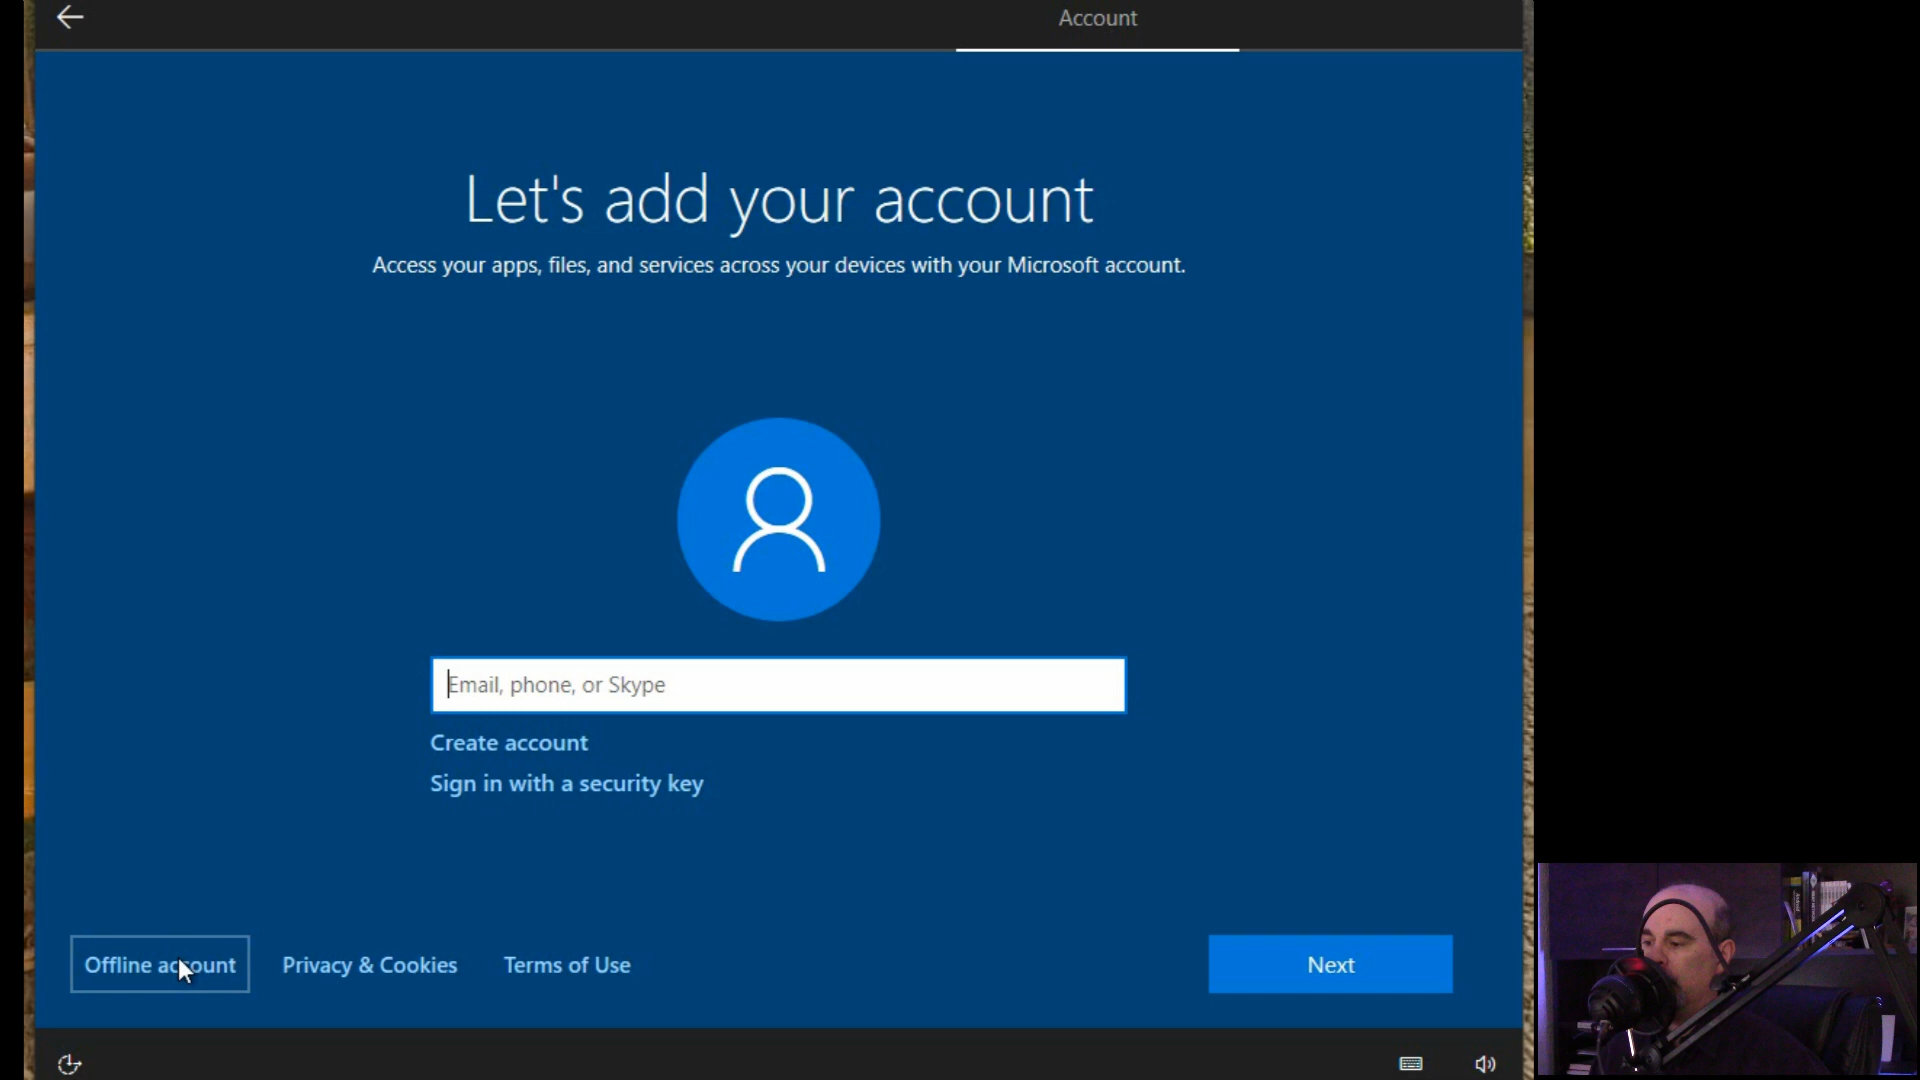 Account
Let's add your account
Access your apps, files, and services across your devices with your Microsoft account.
Email, phone, or Skype
Create account
Sign in with a security key
Offline account
Privacy & Cookies
Terms of Use
Next